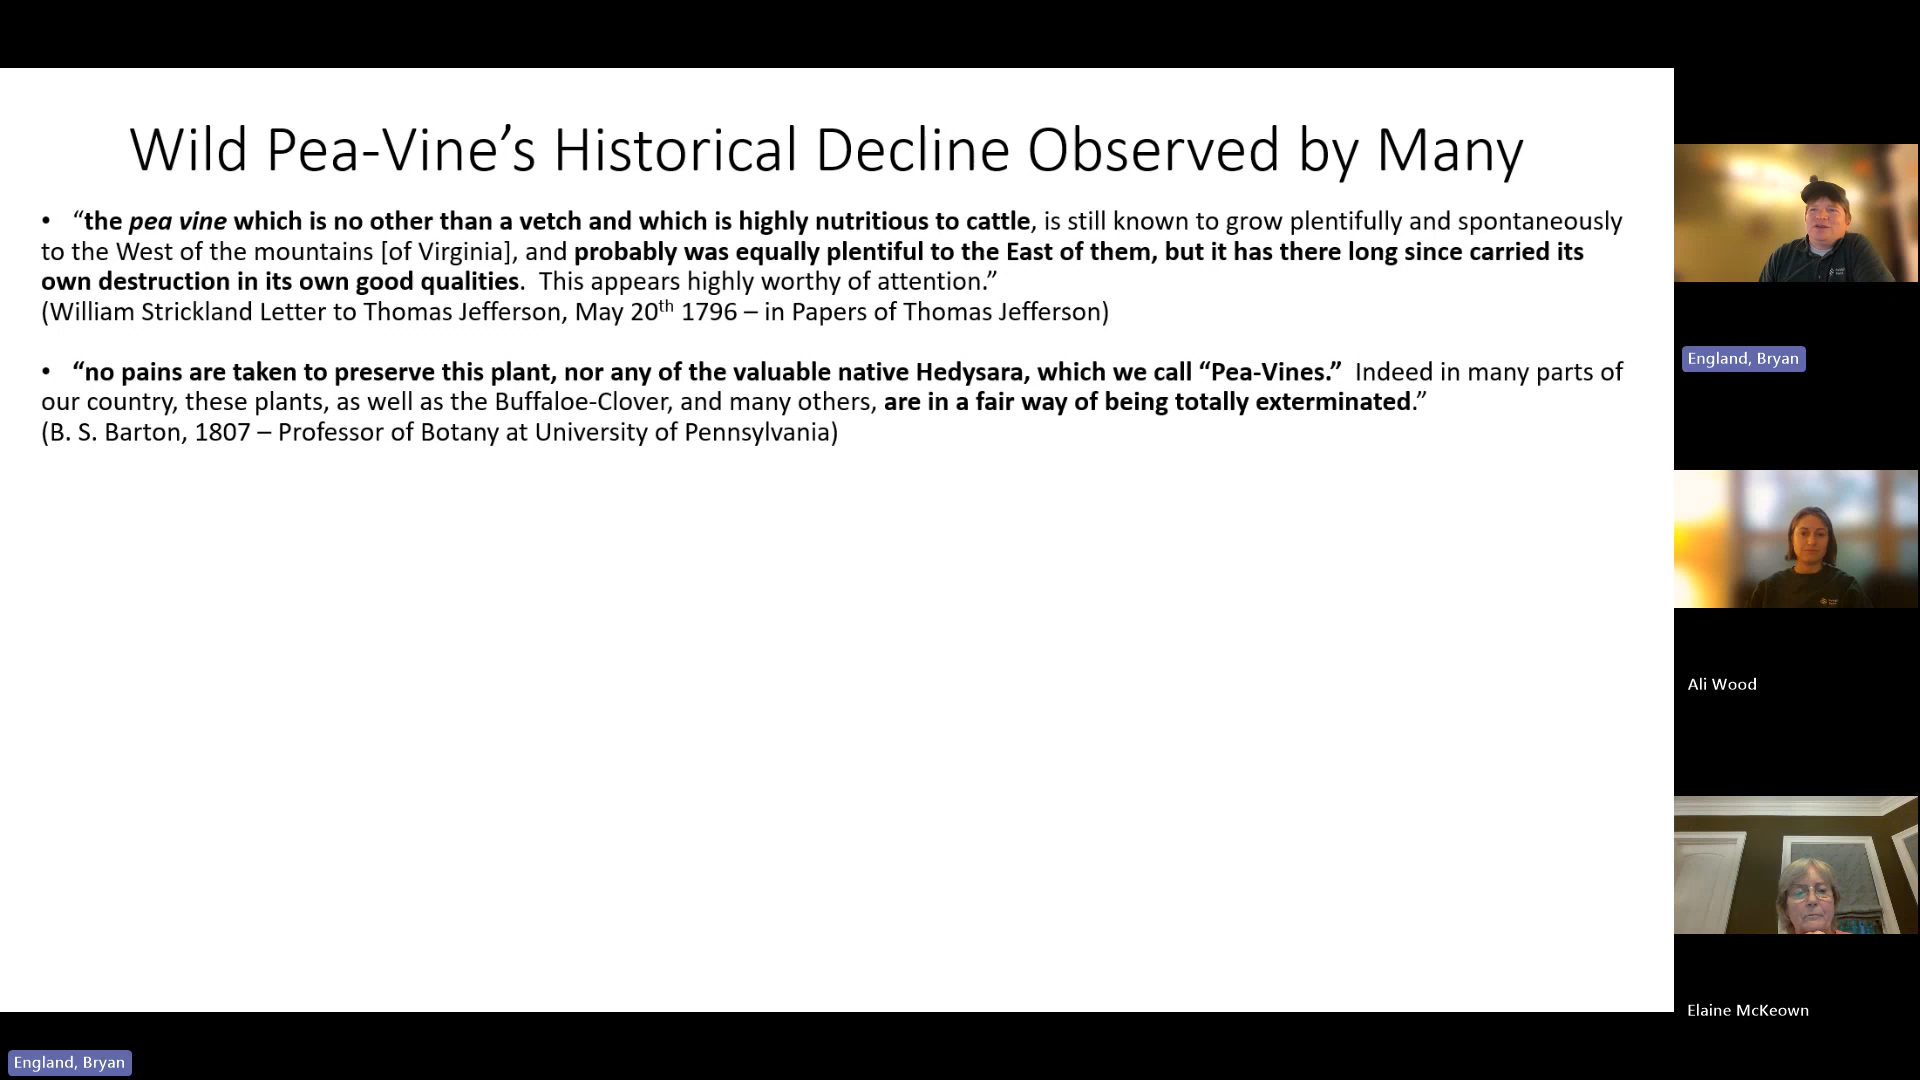 Wild Pea-Vine’s Historical Decline Observed by Many
• “the pea vine which is no other than a vetch and which is highly nutritious to cattle, is still known to grow plentifully and spontaneously
to the West of the mountains [of Virginia], and probably was equally plentiful to the East of them, but it has there long since carried its
own destruction in its own good qualities.  This appears highly worthy of attention.”
(William Strickland Letter to Thomas Jefferson, May 20th 1796 – in Papers of Thomas Jefferson)
• “no pains are taken to preserve this plant, nor any of the valuable native Hedysara, which we call “Pea-Vines.”  Indeed in many parts of
our country, these plants, as well as the Buffaloe-Clover, and many others, are in a fair way of being totally exterminated.”
(B. S. Barton, 1807 – Professor of Botany at University of Pennsylvania)
England, Bryan
Ali Wood
Elaine McKeown
England, Bryan